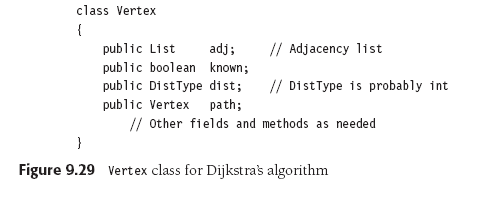 class Vertex
{
public List adj; // Adjacency list
public boolean known;
public DistType dist; // DistType is probably int
public Vertex path;
// Other fields and methods as needed
}
Figure 9.29 Vertex class for Dijkstra's algorithm